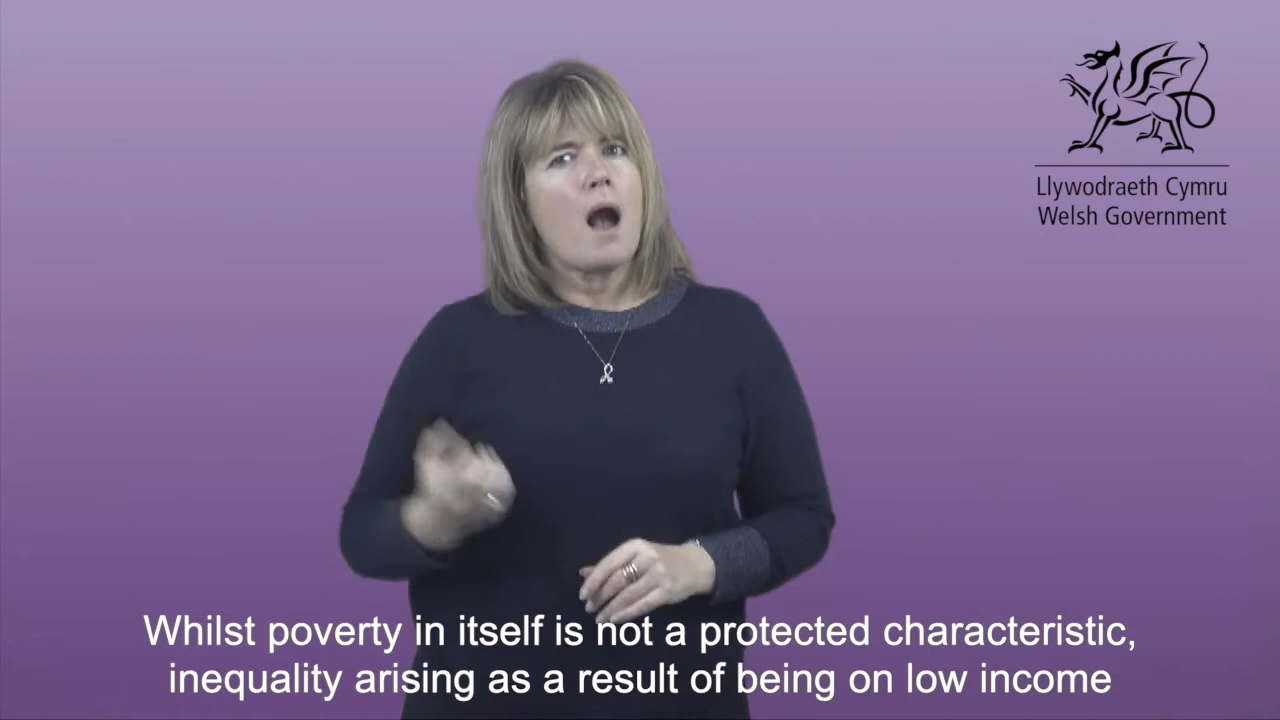 Llywodraeth Cymru
Welsh Government
Whilst poverty in itself is not a protected characteristic,
inequality arising as a result of being on low income